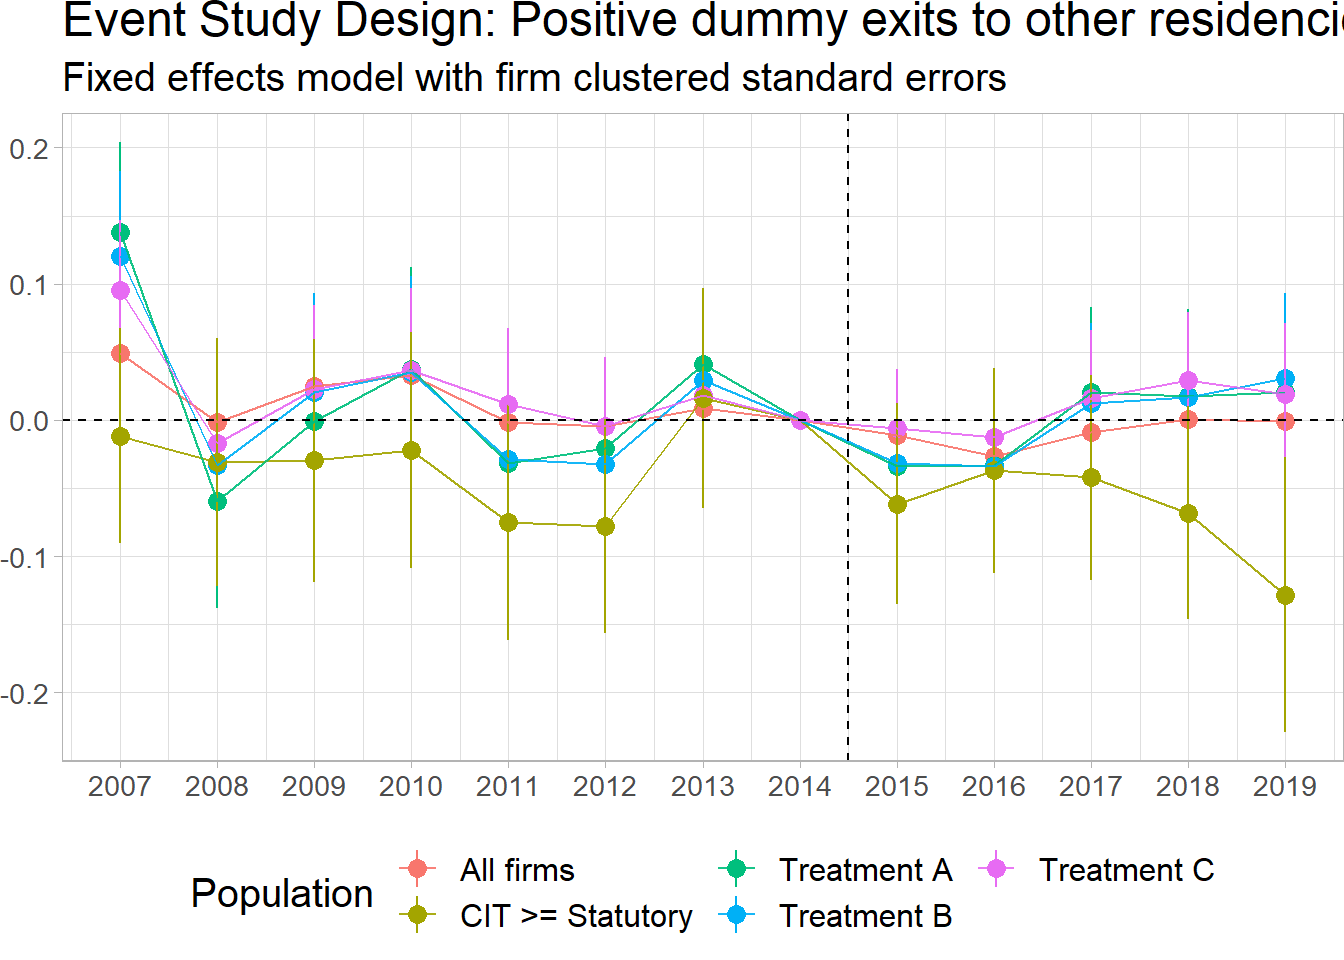 Event Study Design: Positive dummy exits to other residenci
Fixed effects model with firm clustered standard errors
0.2
0.1
0.0
-0.1
-0.2
2007 2008 2009 2010 2011 2012 2013 2014 2015 2016 2017 2018 2019
Population
All firms
CIT >= Statutory
Treatment A
Treatment B
Treatment C